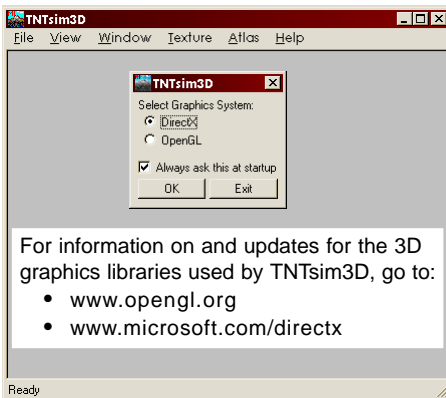 TNTsim3D
File View Window Texture Atlas Help
TNTsim3D
Select Graphics System:
DirectX
OpenGL
Always ask this at startup
OK Exit
For information on and updates for the 3D
graphics libraries used by TNTsim3D, go to:
• www.opengl.org
• www.microsoft.com/directx
Ready